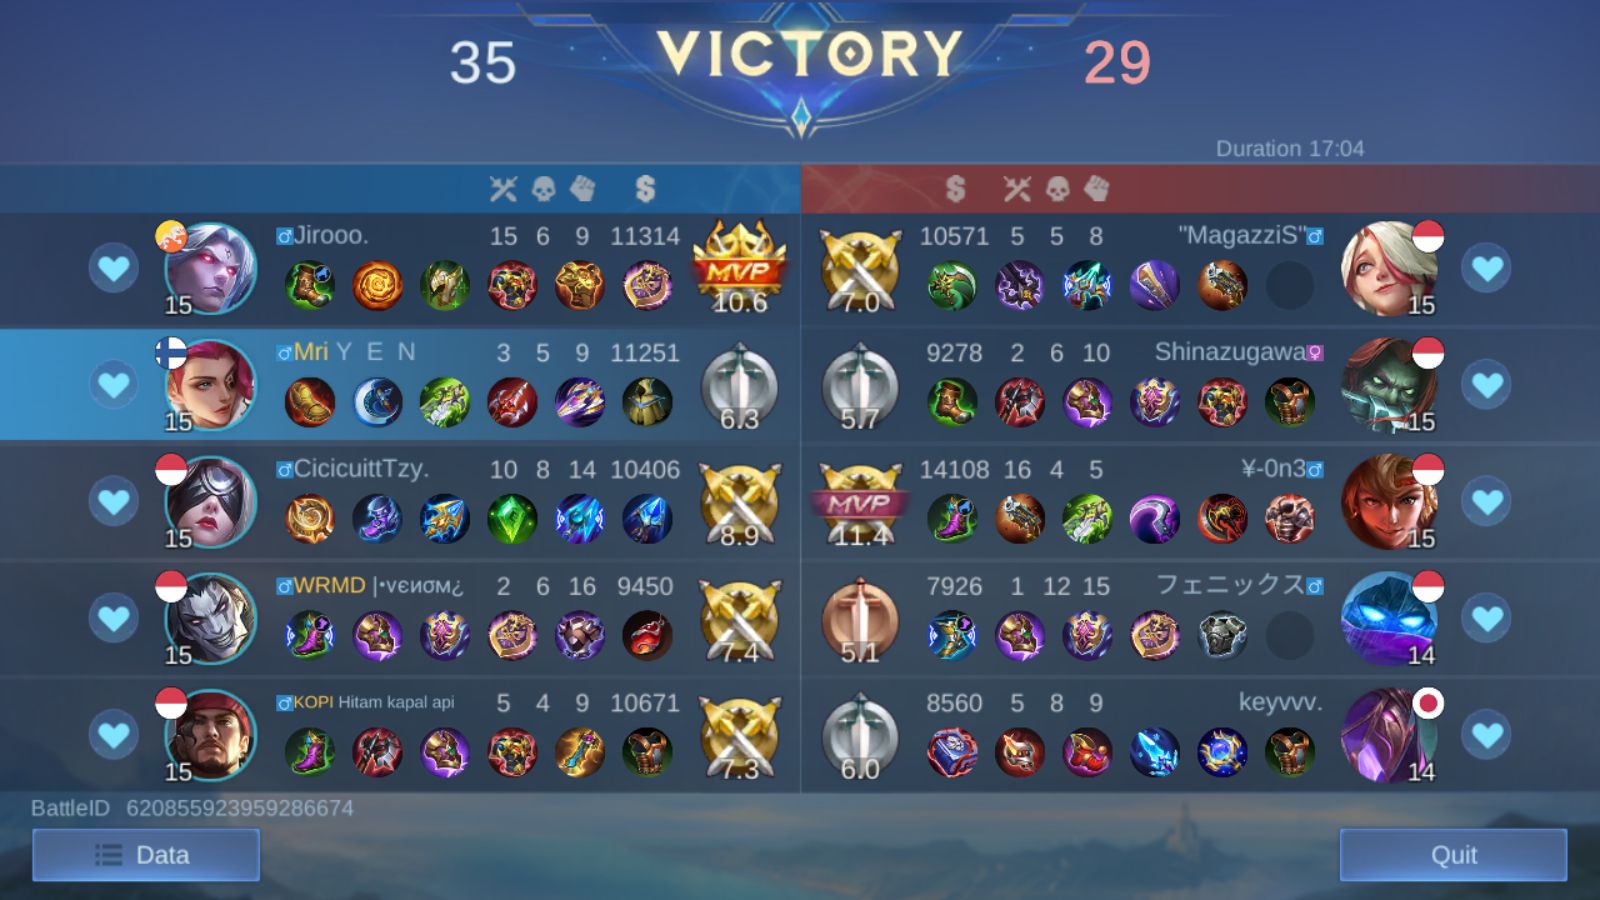 35 VICTORY 29
Duration 17:04
Jirooo. 15 6 9 11314 MVP 10.6
15
Mri Y E N 3 5 9 11251 6.3
15
CicicuittTzy. 10 8 14 10406 8.9
15
WRMD |•νєиσм¿ 2 6 16 9450 7.4
15
KOPI Hitam kapal api 5 4 9 10671 7.3
15
7.0 10571 5 5 8 "MagazziS"
15
5.7 9278 2 6 10 Shinazugawa
15
MVP 11.4 14108 16 4 5 ¥-0n3
15
5.1 7926 1 12 15 フェニックス
14
6.0 8560 5 8 9 keyvvv.
14
BattleID 620855923959286674
Data
Quit